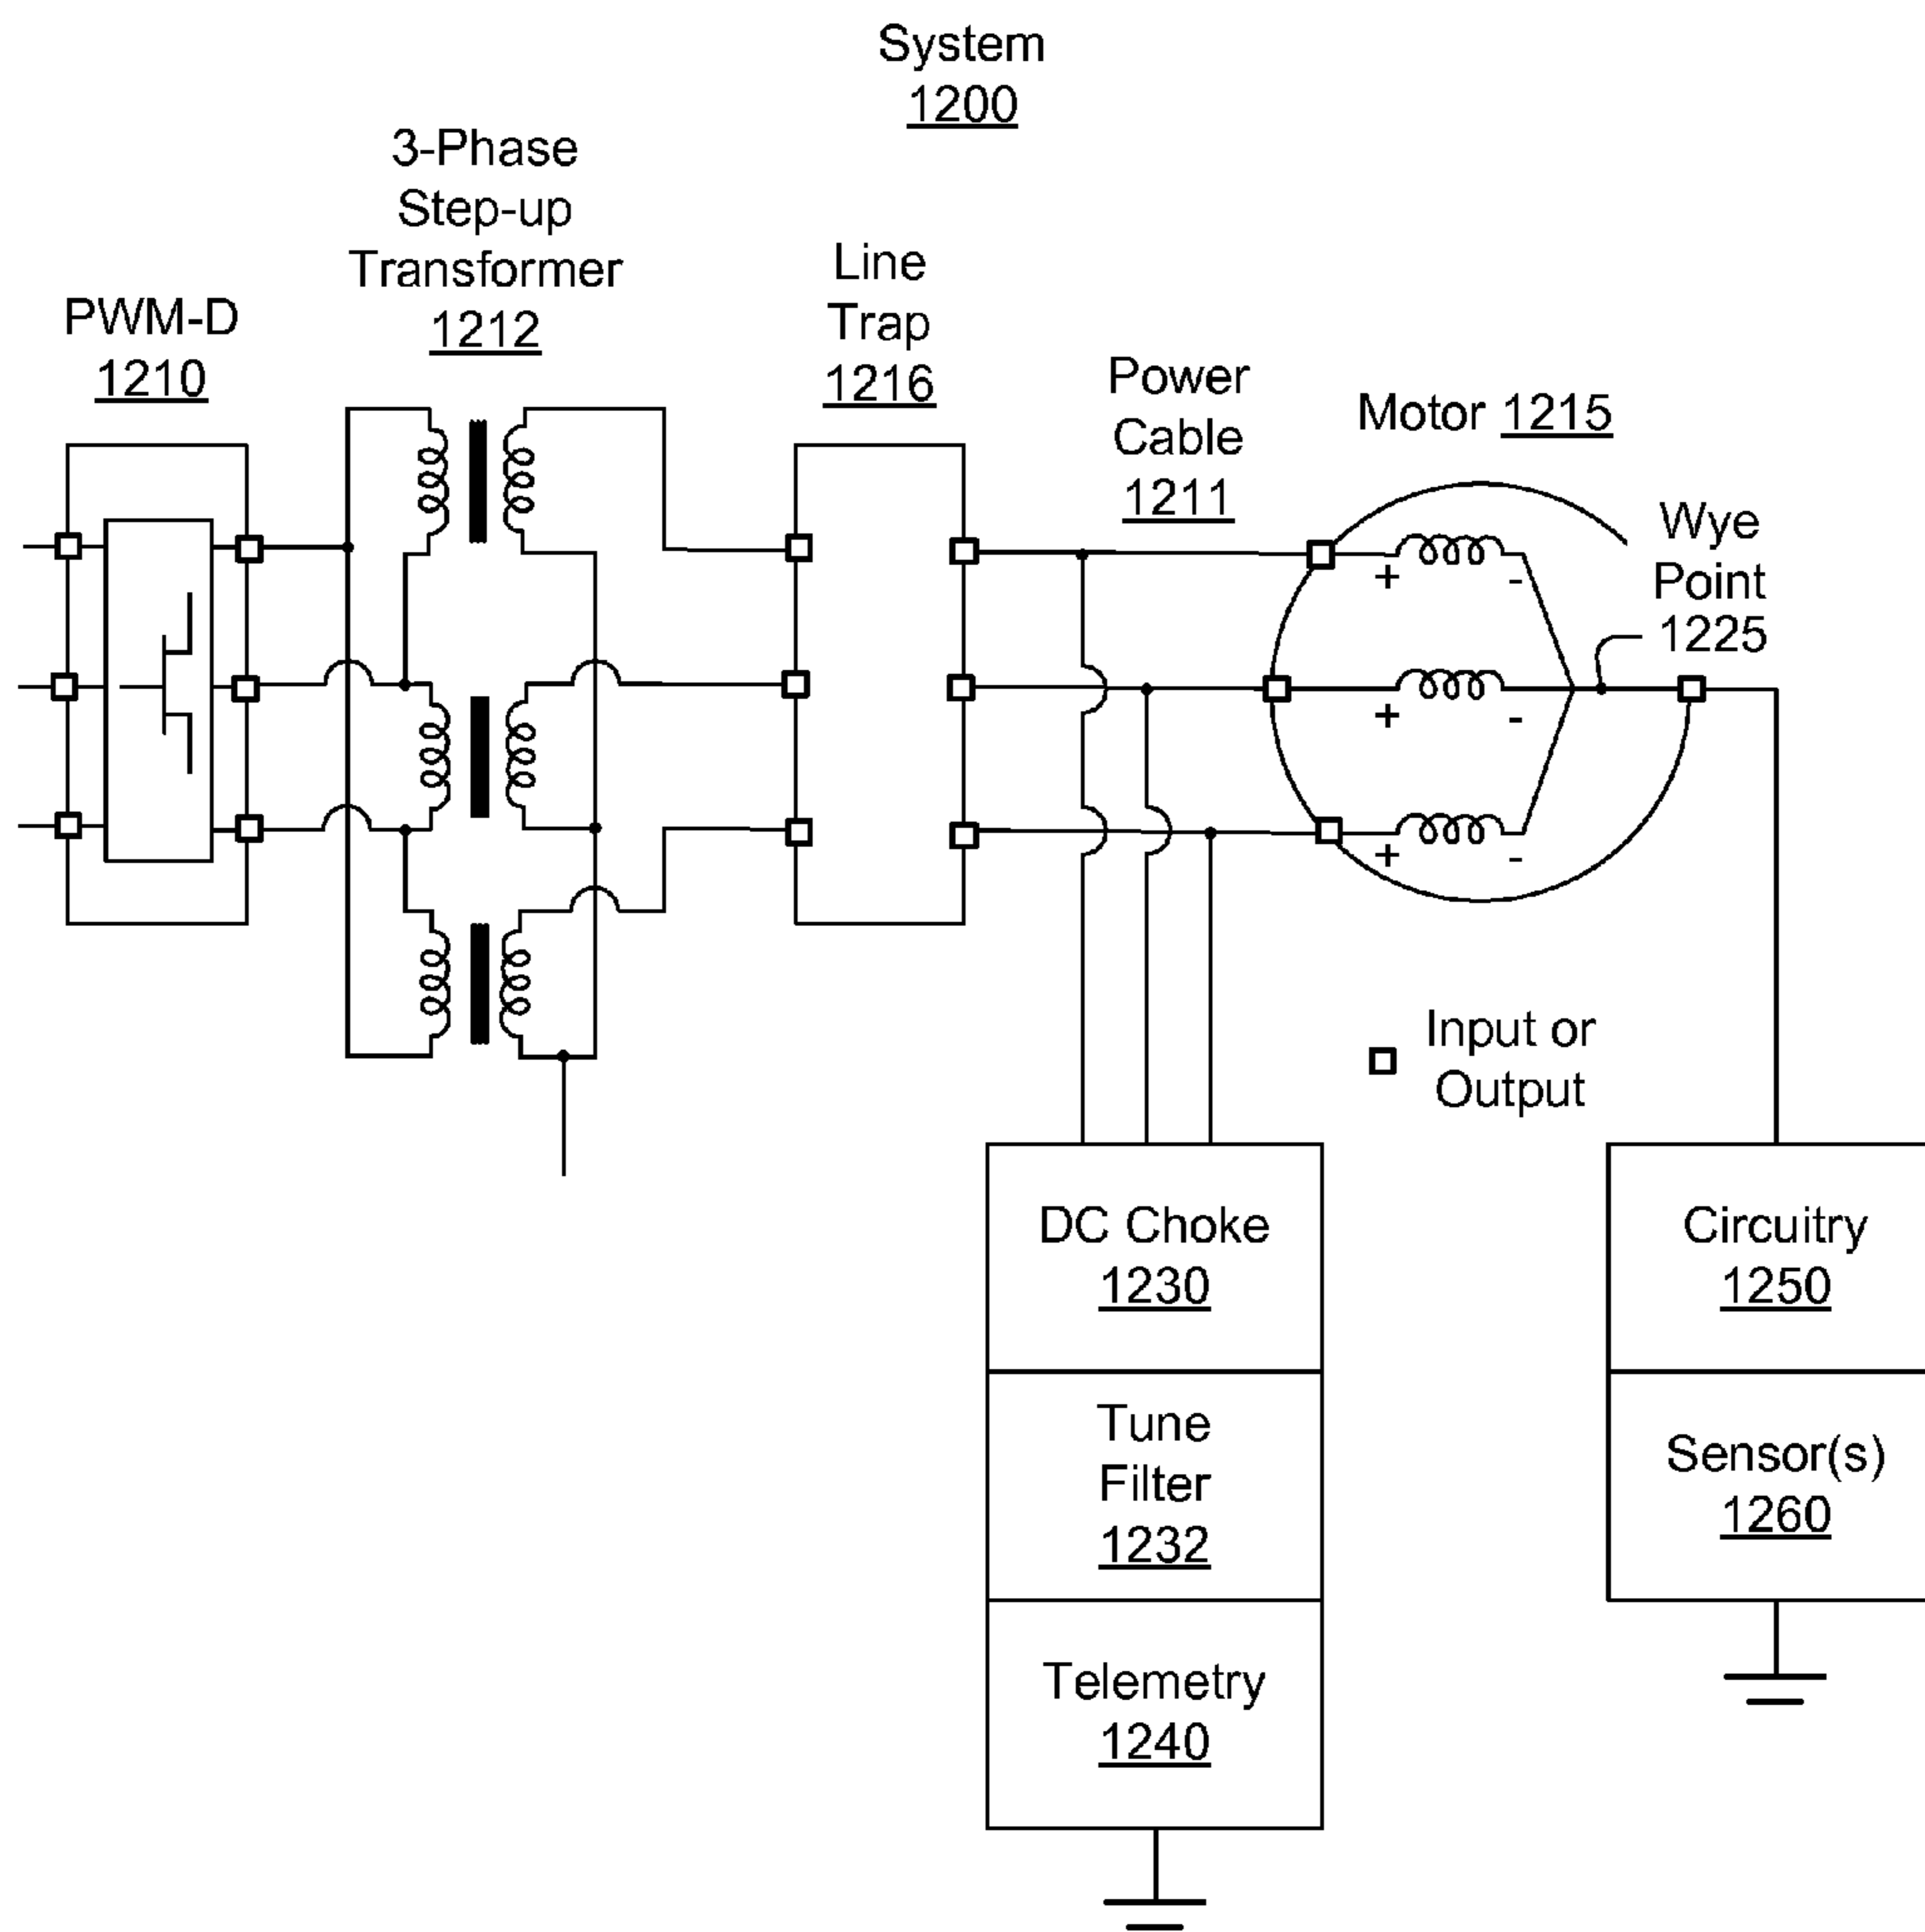 System
1200
3-Phase
Step-up
Transformer
1212
PWM-D
1210
Line
Trap
1216
Power
Cable
1211
Motor 1215
Wye
Point
1225
+
-
+
-
+
-
Input or
Output
DC Choke
1230
Tune
Filter
1232
Telemetry
1240
Circuitry
1250
Sensor(s)
1260